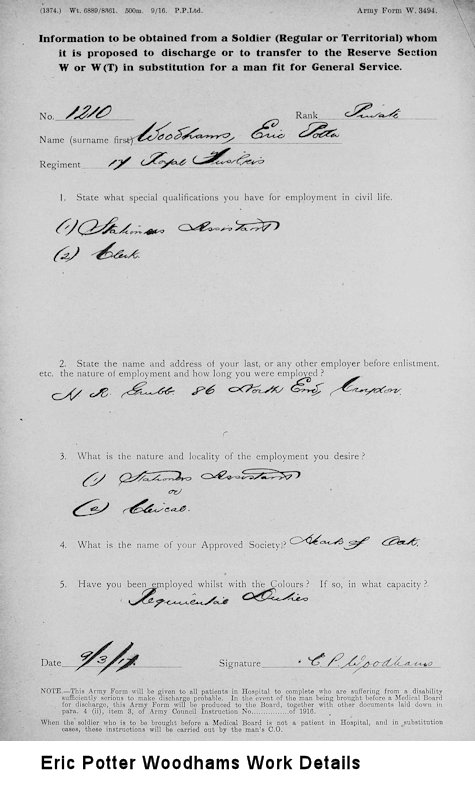 (1374.) Wt. 6889/8361. 500m. 9/16. P.P.Ltd. Army Form W. 3494.
Information to be obtained from a Soldier (Regular or Territorial) whom
it is proposed to discharge or to transfer to the Reserve Section
W or W(T) in substitution for a man fit for General Service.
No. 1210 Rank Private
Name (surname first) Woodhams, Eric Potter
Regiment 17 Royal Fusiliers
1. State what special qualifications you have for employment in civil life.
(1) Stationers Assistant
(2) Clerk.
2. State the name and address of your last, or any other employer before enlistment,
etc. the nature of employment and how long you were employed?
H R Grubb. 86 North End, Croydon.
3. What is the nature and locality of the employment you desire?
(1) Stationers Assistant
or
(2) Clerical.
4. What is the name of your Approved Society? Hearts of Oak.
5. Have you been employed whilst with the Colours? If so, in what capacity?
Regimental Duties
Date 9/3/17 Signature E P Woodhams
NOTE.—This Army Form will be given to all patients in Hospital to complete who are suffering from a disability
sufficiently serious to make discharge probable. In the event of the man being brought before a Medical Board
for discharge, this Army Form will be produced to the Board, together with other documents laid down in
para. 4 (ii), item 3, of Army Council Instruction No...............of 1916.
When the soldier who is to be brought before a Medical Board is not a patient in Hospital, and in substitution
cases, these instructions will be carried out by the man's C.O.
Eric Potter Woodhams Work Details